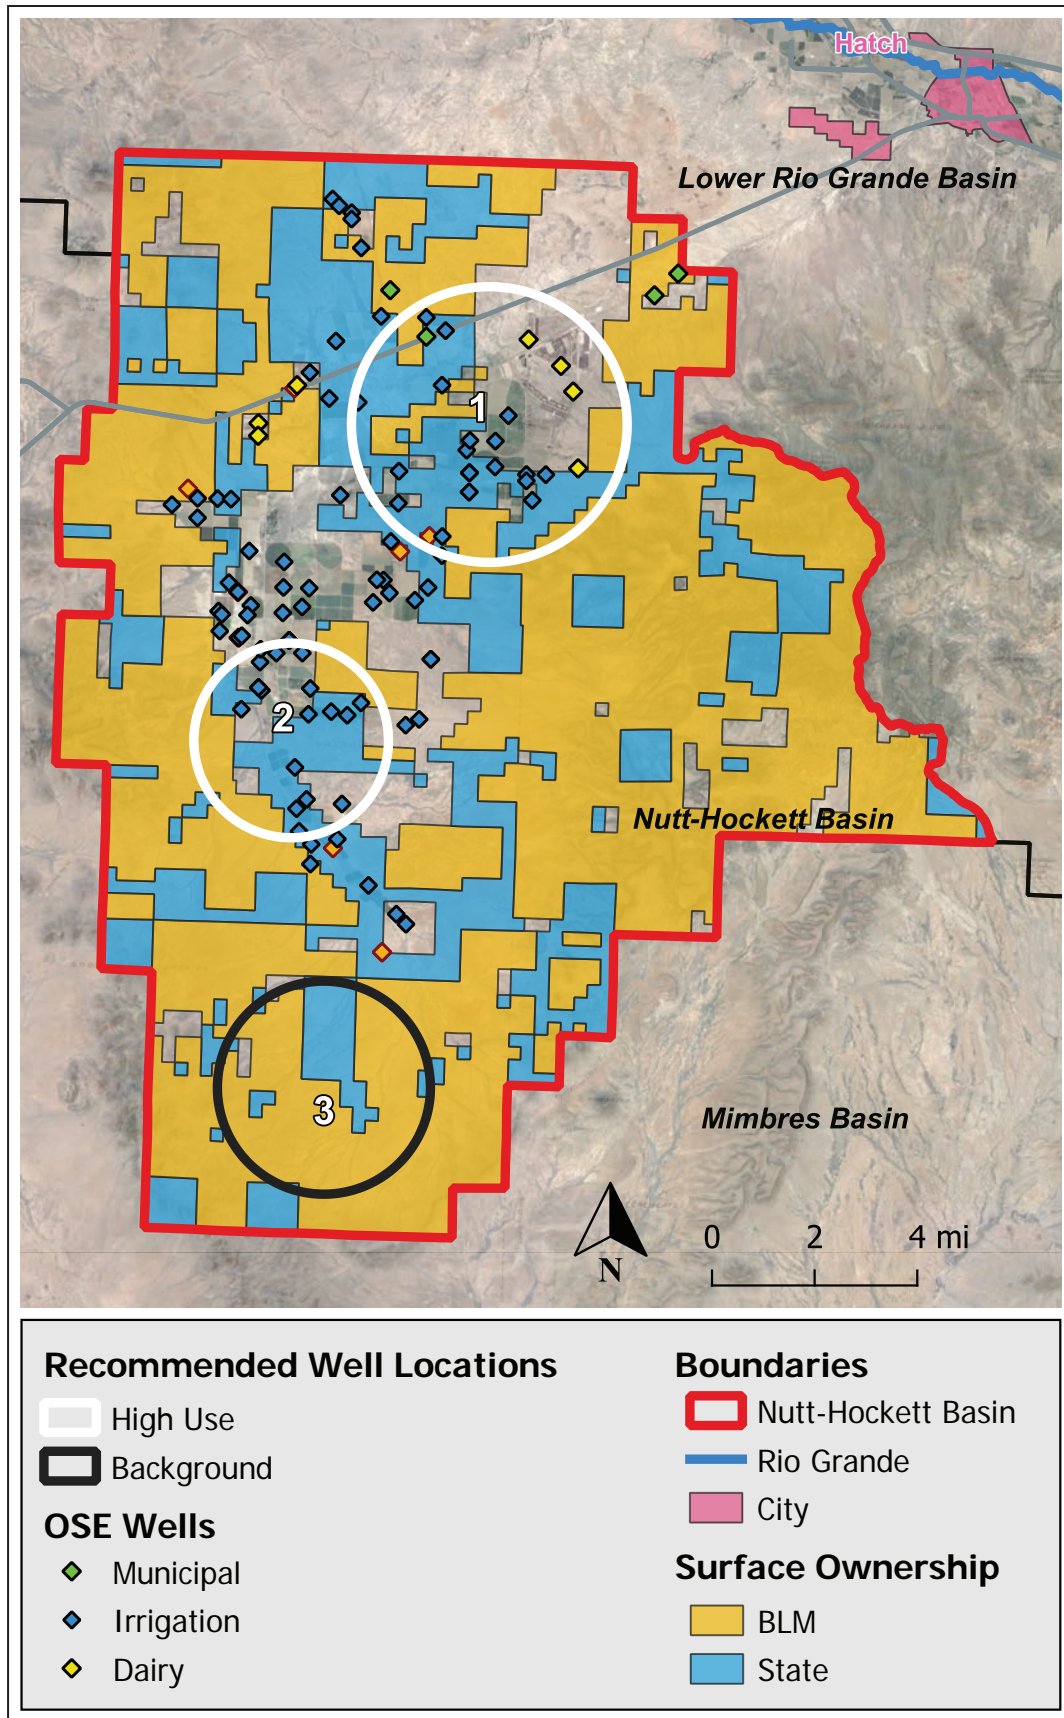 Hatch
Lower Rio Grande Basin
1
2
Nutt-Hockett Basin
3
Mimbres Basin
N
0 2 4 mi
Recommended Well Locations
High Use
Background
OSE Wells
Municipal
Irrigation
Dairy
Boundaries
Nutt-Hockett Basin
Rio Grande
City
Surface Ownership
BLM
State